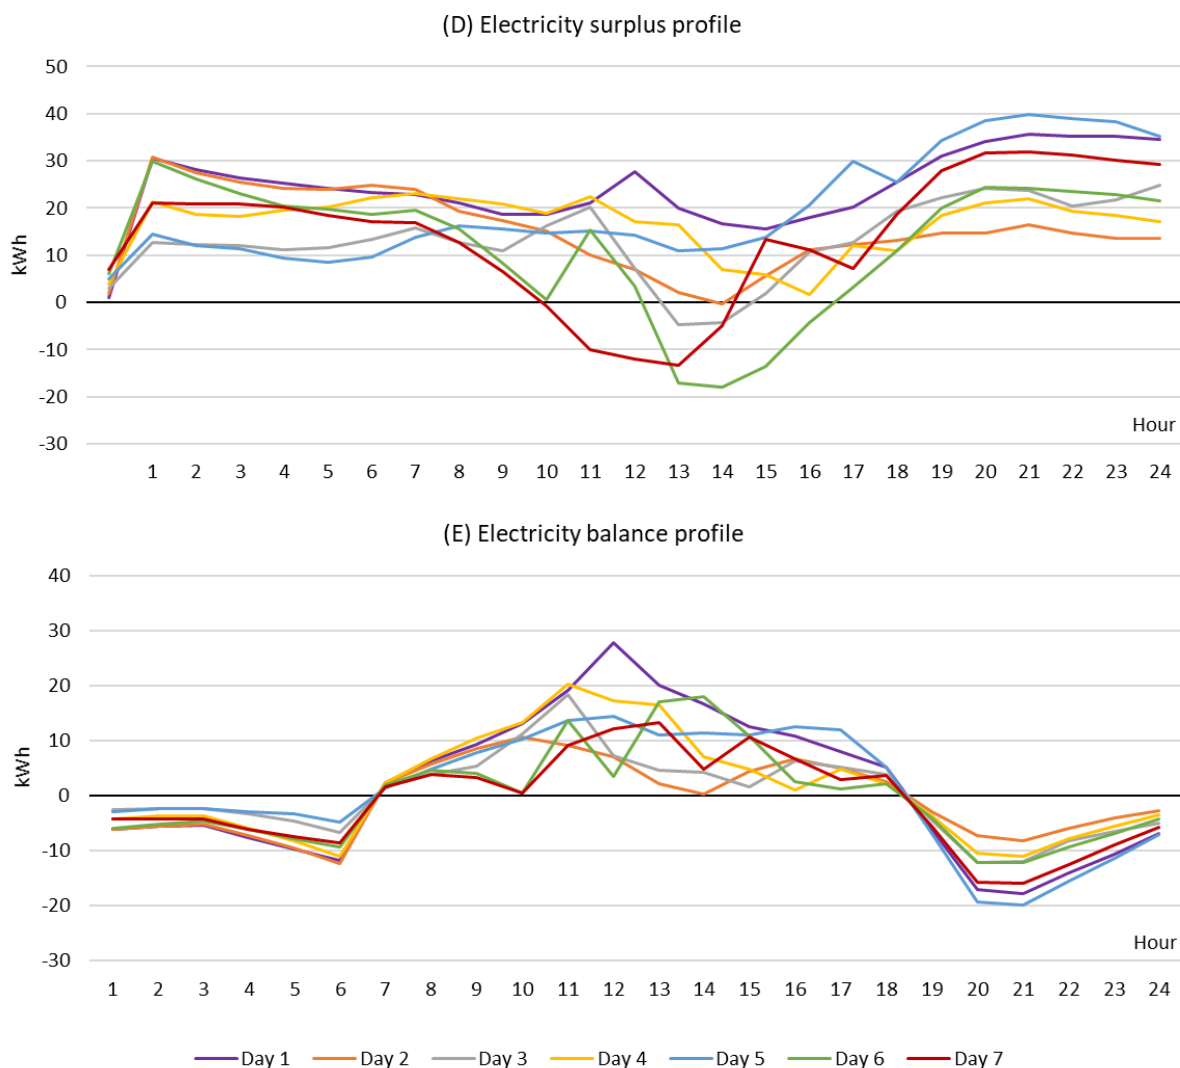 (D) Electricity surplus profile
50
40
30
20
10
0
-10
-20
-30
kWh
Hour
1 2 3 4 5 6 7 8 9 10 11 12 13 14 15 16 17 18 19 20 21 22 23 24
(E) Electricity balance profile
40
30
20
10
0
-10
-20
-30
kWh
Hour
1 2 3 4 5 6 7 8 9 10 11 12 13 14 15 16 17 18 19 20 21 22 23 24
Day 1 Day 2 Day 3 Day 4 Day 5 Day 6 Day 7